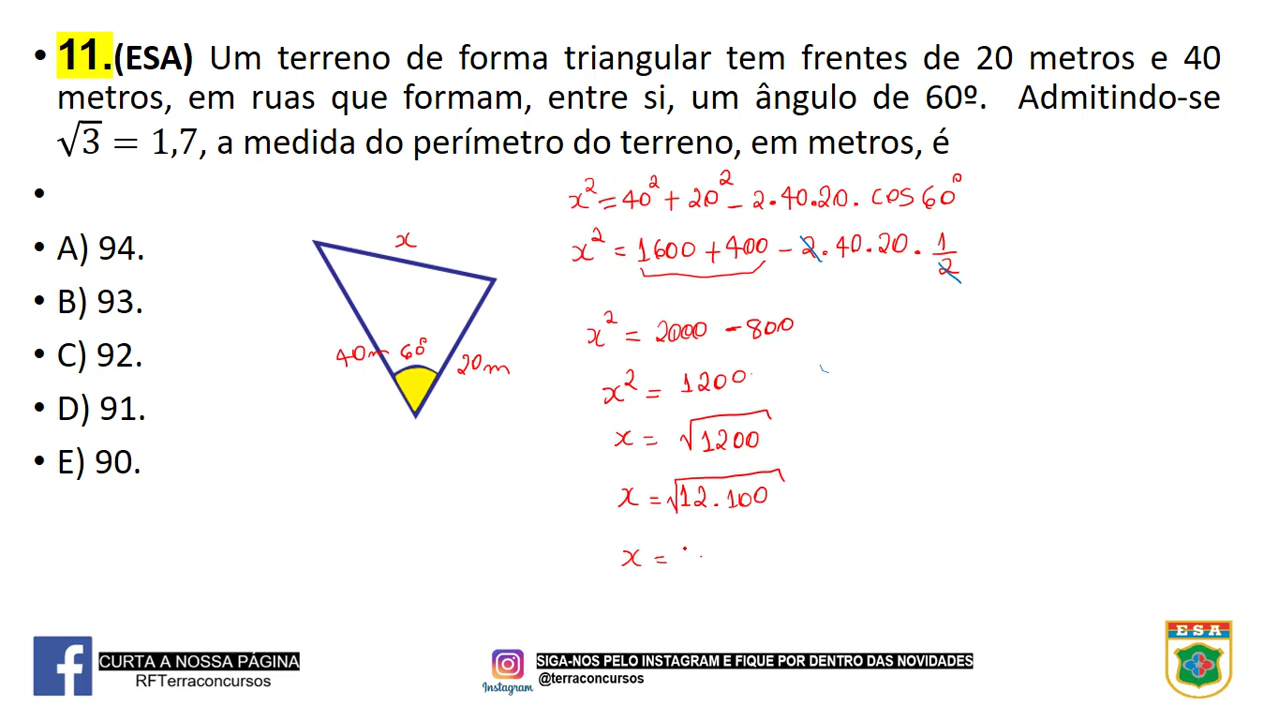 • 11.(ESA) Um terreno de forma triangular tem frentes de 20 metros e 40
metros, em ruas que formam, entre si, um ângulo de 60º. Admitindo-se
√3 = 1,7, a medida do perímetro do terreno, em metros, é
•
• A) 94.
• B) 93.
• C) 92.
• D) 91.
• E) 90.
x
40m 60° 20m
x² = 40² + 20² - 2.40.20. cos 60°
x² = 1600 + 400 - 2.40.20. 1/2
x² = 2000 - 800
x² = 1200
x = √1200
x = √12.100
x =
CURTA A NOSSA PÁGINA
RFTerraconcursos
Instagram
SIGA-NOS PELO INSTAGRAM E FIQUE POR DENTRO DAS NOVIDADES
@terraconcursos
ESA